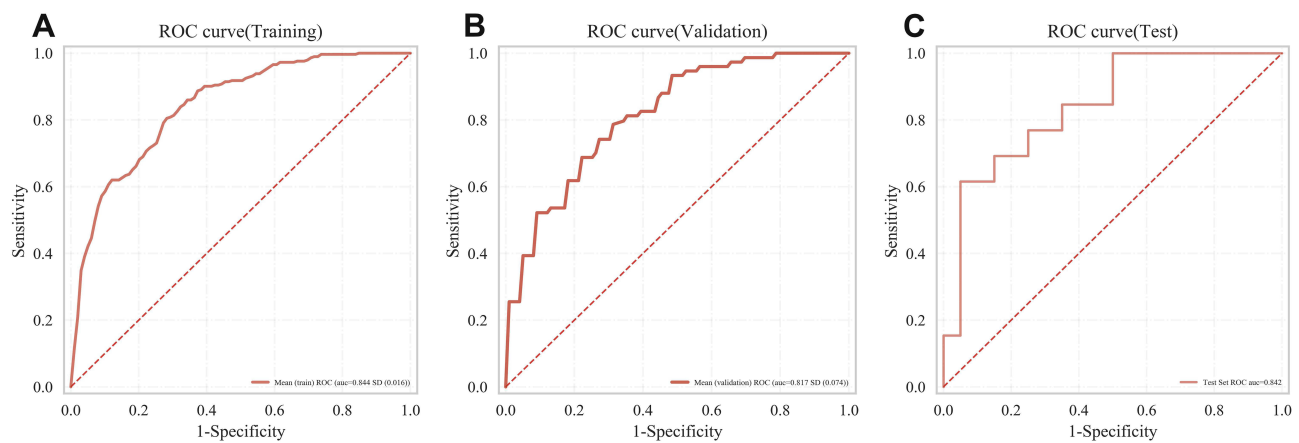 A
ROC curve(Training)
1.0
0.8
0.6
0.4
0.2
0.0
Sensitivity
0.0 0.2 0.4 0.6 0.8 1.0
1-Specificity
Mean (train) ROC (auc=0.844 SD (0.016))
B
ROC curve(Validation)
1.0
0.8
0.6
0.4
0.2
0.0
Sensitivity
0.0 0.2 0.4 0.6 0.8 1.0
1-Specificity
Mean (validation) ROC (auc=0.817 SD (0.074))
C
ROC curve(Test)
1.0
0.8
0.6
0.4
0.2
0.0
Sensitivity
0.0 0.2 0.4 0.6 0.8 1.0
1-Specificity
Test Set ROC auc=0.842